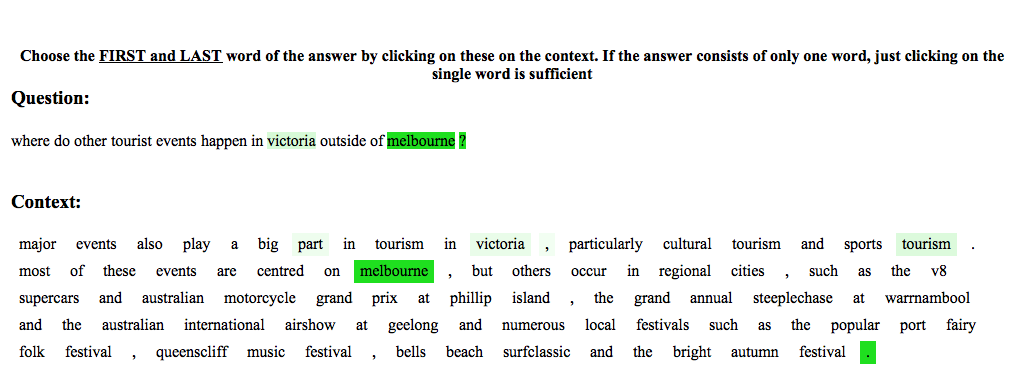 Choose the FIRST and LAST word of the answer by clicking on these on the context. If the answer consists of only one word, just clicking on the
single word is sufficient
Question:
where do other tourist events happen in victoria outside of melbourne ?
Context:
major events also play a big part in tourism in victoria , particularly cultural tourism and sports tourism .
most of these events are centred on melbourne , but others occur in regional cities , such as the v8
supercars and australian motorcycle grand prix at phillip island , the grand annual steeplechase at warrnambool
and the australian international airshow at geelong and numerous local festivals such as the popular port fairy
folk festival , queenscliff music festival , bells beach surfclassic and the bright autumn festival .